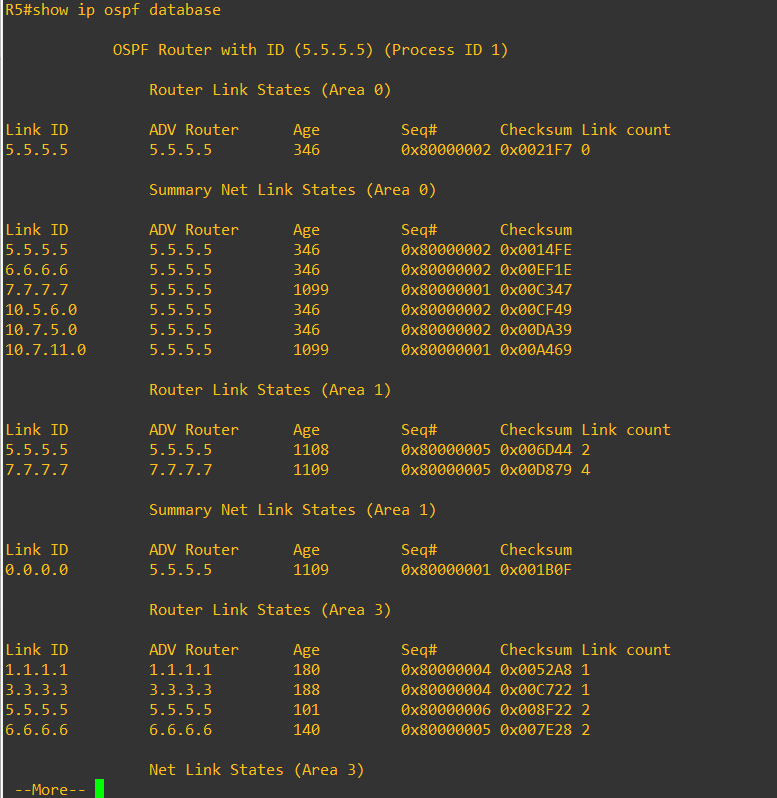 R5#show ip ospf database
OSPF Router with ID (5.5.5.5) (Process ID 1)
Router Link States (Area 0)
Link ID ADV Router Age Seq# Checksum Link count
5.5.5.5 5.5.5.5 346 0x80000002 0x0021F7 0
Summary Net Link States (Area 0)
Link ID ADV Router Age Seq# Checksum
5.5.5.5 5.5.5.5 346 0x80000002 0x0014FE
6.6.6.6 5.5.5.5 346 0x80000002 0x00EF1E
7.7.7.7 5.5.5.5 1099 0x80000001 0x00C347
10.5.6.0 5.5.5.5 346 0x80000002 0x00CF49
10.7.5.0 5.5.5.5 346 0x80000002 0x00DA39
10.7.11.0 5.5.5.5 1099 0x80000001 0x00A469
Router Link States (Area 1)
Link ID ADV Router Age Seq# Checksum Link count
5.5.5.5 5.5.5.5 1108 0x80000005 0x006D44 2
7.7.7.7 7.7.7.7 1109 0x80000005 0x00D879 4
Summary Net Link States (Area 1)
Link ID ADV Router Age Seq# Checksum
0.0.0.0 5.5.5.5 1109 0x80000001 0x001B0F
Router Link States (Area 3)
Link ID ADV Router Age Seq# Checksum Link count
1.1.1.1 1.1.1.1 180 0x80000004 0x0052A8 1
3.3.3.3 3.3.3.3 188 0x80000004 0x00C722 1
5.5.5.5 5.5.5.5 101 0x80000006 0x008F22 2
6.6.6.6 6.6.6.6 140 0x80000005 0x007E28 2
Net Link States (Area 3)
--More--